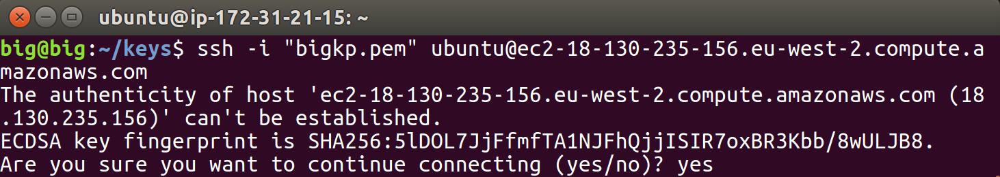 ubuntu@ip-172-31-21-15: ~
big@big:~/keys$ ssh -i "bigkp.pem" ubuntu@ec2-18-130-235-156.eu-west-2.compute.a
mazonaws.com
The authenticity of host 'ec2-18-130-235-156.eu-west-2.compute.amazonaws.com (18
.130.235.156)' can't be established.
ECDSA key fingerprint is SHA256:5lDOL7JjFfmfTA1NJFhQjjISIR7oxBR3Kbb/8wULJB8.
Are you sure you want to continue connecting (yes/no)? yes